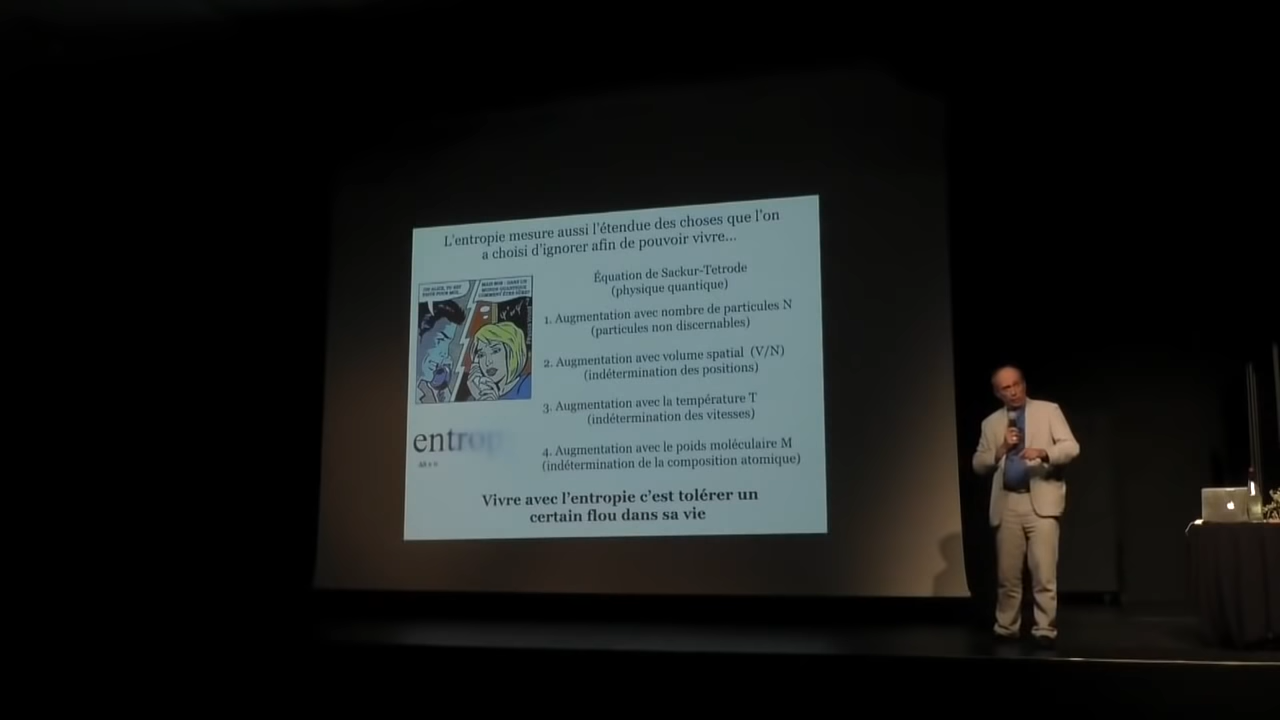 L'entropie mesure aussi l'étendue des choses que l'on
a choisi d'ignorer afin de pouvoir vivre...
Équation de Sackur-Tetrode
(physique quantique)
1. Augmentation avec nombre de particules N
(particules non discernables)
2. Augmentation avec volume spatial (V/N)
(indétermination des positions)
3. Augmentation avec la température T
(indétermination des vitesses)
4. Augmentation avec le poids moléculaire M
(indétermination de la composition atomique)
entrop
Vivre avec l'entropie c'est tolérer un
certain flou dans sa vie